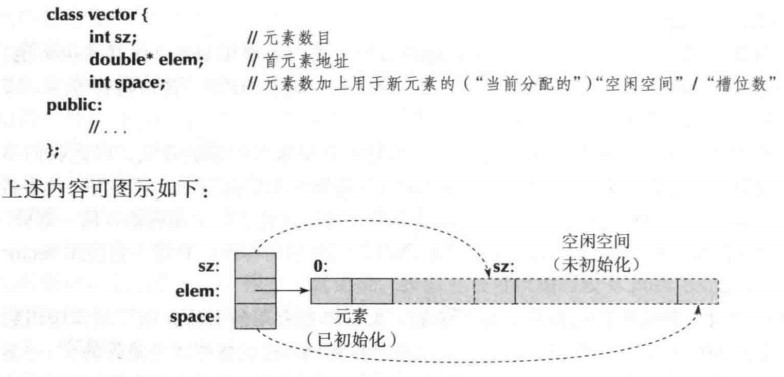 class vector {
int sz; // 元素数目
double* elem; // 首元素地址
int space; // 元素数加上用于新元素的（“当前分配的”）“空闲空间” / “槽位数”
public:
// . . .
};
上述内容可图示如下：
空闲空间
sz: 0: sz: （未初始化）
elem:
space: 元素
（已初始化）